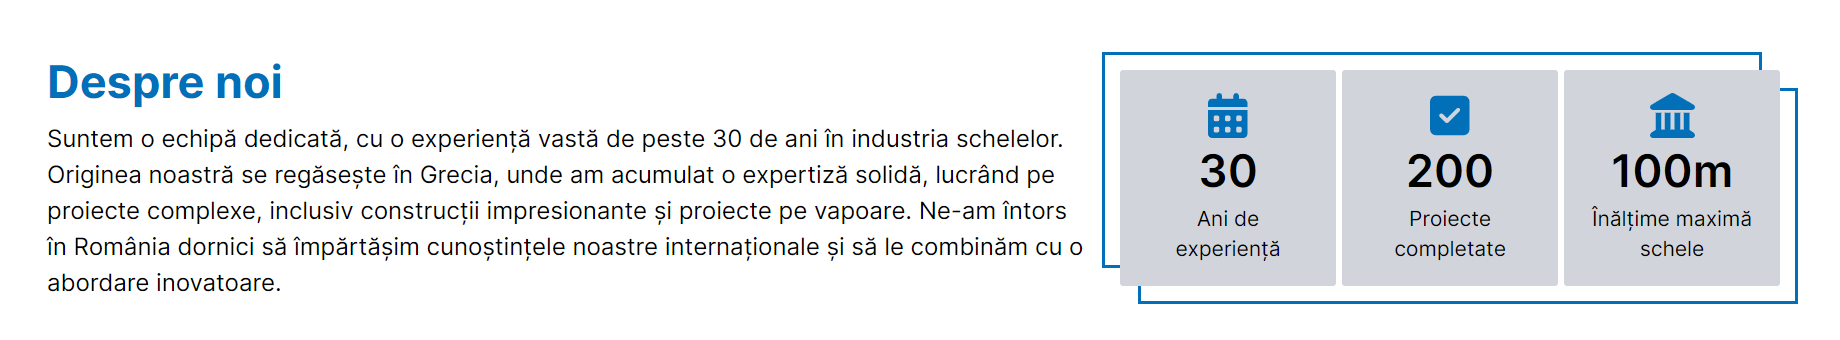 Despre noi
Suntem o echipă dedicată, cu o experiență vastă de peste 30 de ani în industria schelelor.
Originea noastră se regăsește în Grecia, unde am acumulat o expertiză solidă, lucrând pe
proiecte complexe, inclusiv construcții impresionante și proiecte pe vapoare. Ne-am întors
în România dornici să împărtășim cunoștințele noastre internaționale și să le combinăm cu o
abordare inovatoare.
30
Ani de
experiență
200
Proiecte
completate
100m
Înălțime maximă
schele